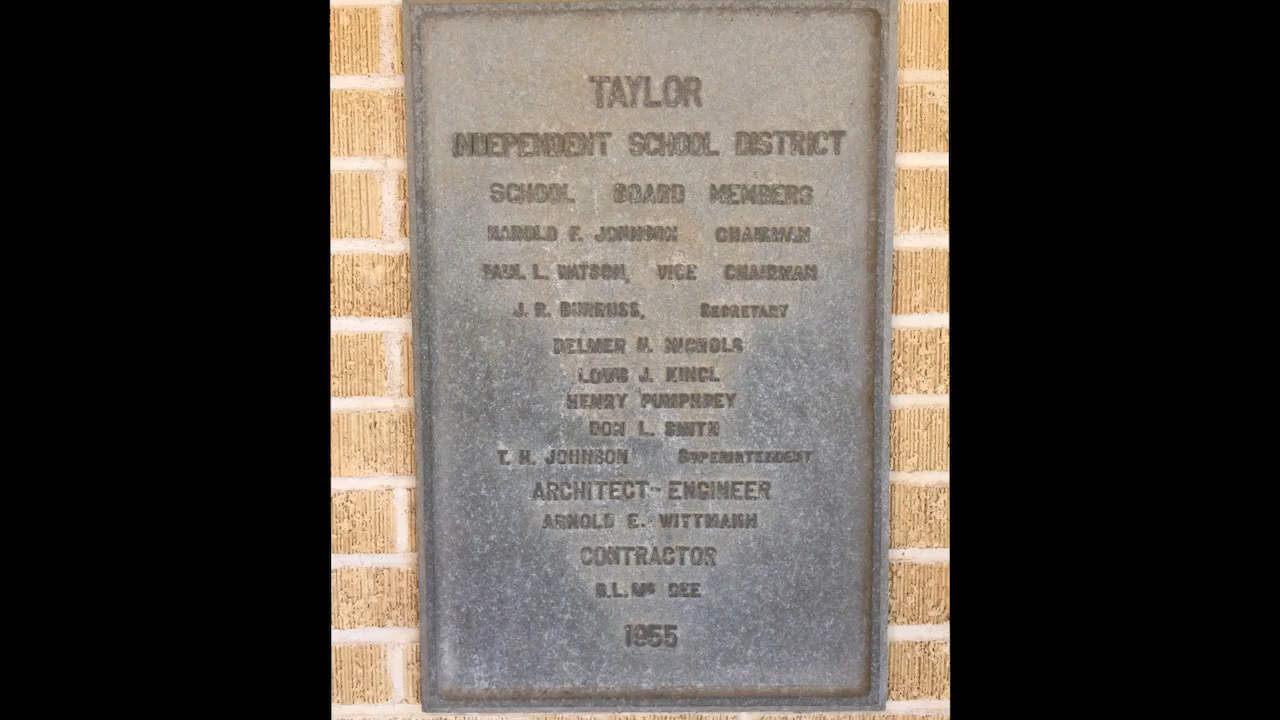 TAYLOR
INDEPENDENT SCHOOL DISTRICT
SCHOOL BOARD MEMBERS
HAROLD F. JOHNSON CHAIRMAN
PAUL L. WATSON, VICE CHAIRMAN
J. R. BURRUSS, SECRETARY
DELMER H. NICHOLS
LOUIS J. KINCL
HENRY PUMPHREY
DON L. SMITH
T. H. JOHNSON SUPERINTENDENT
ARCHITECT-ENGINEER
ARNOLD E. WITTMANN
CONTRACTOR
B.L. Mc GEE
1955